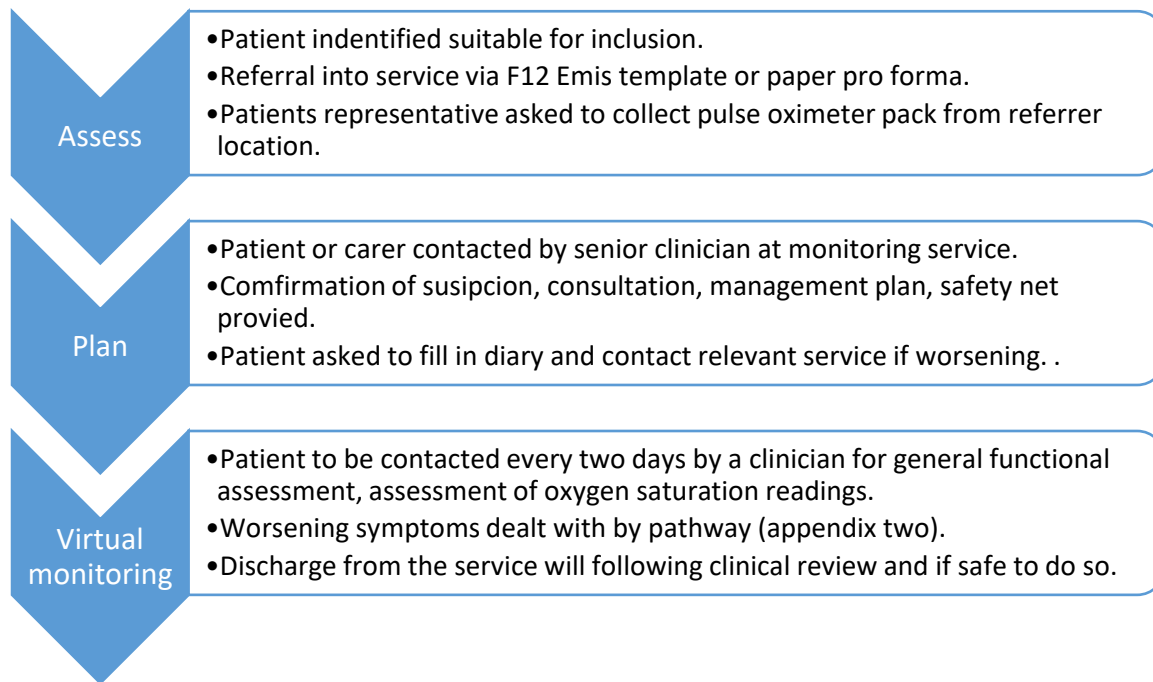 Assess
•Patient indentified suitable for inclusion.
•Referral into service via F12 Emis template or paper pro forma.
•Patients representative asked to collect pulse oximeter pack from referrer
location.
Plan
•Patient or carer contacted by senior clinician at monitoring service.
•Comfirmation of susipcion, consultation, management plan, safety net
provied.
•Patient asked to fill in diary and contact relevant service if worsening. .
Virtual
monitoring
•Patient to be contacted every two days by a clinician for general functional
assessment, assessment of oxygen saturation readings.
•Worsening symptoms dealt with by pathway (appendix two).
•Discharge from the service will following clinical review and if safe to do so.